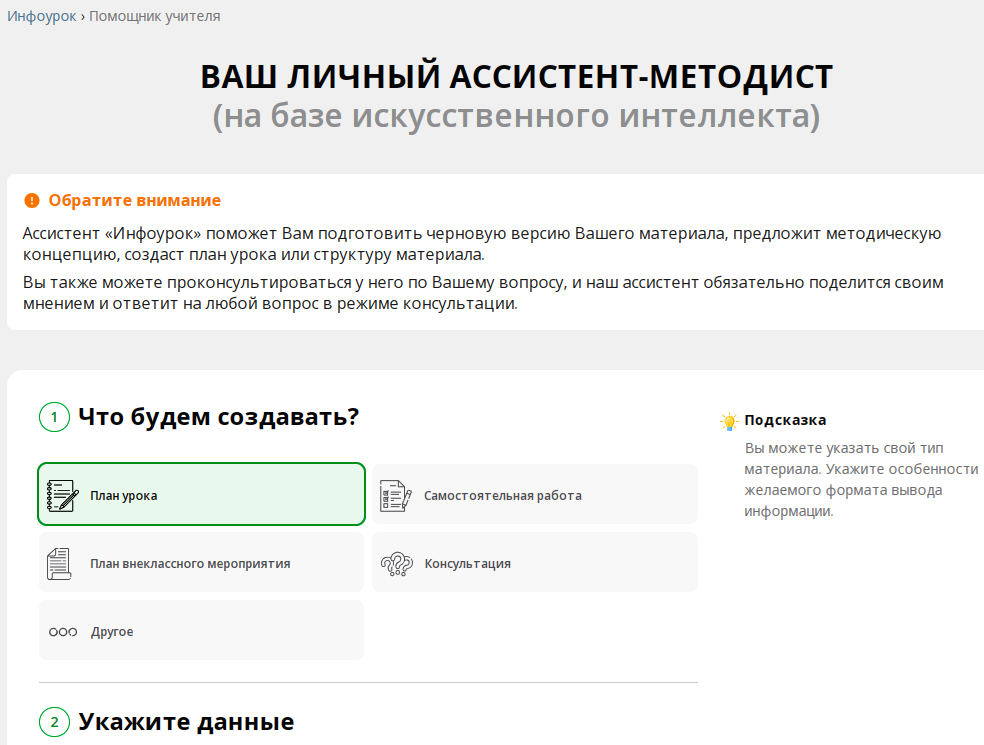 Инфоурок › Помощник учителя
ВАШ ЛИЧНЫЙ АССИСТЕНТ-МЕТОДИСТ
(на базе искусственного интеллекта)
Обратите внимание
Ассистент «Инфоурок» поможет Вам подготовить черновую версию Вашего материала, предложит методическую
концепцию, создаст план урока или структуру материала.
Вы также можете проконсультироваться у него по Вашему вопросу, и наш ассистент обязательно поделится своим
мнением и ответит на любой вопрос в режиме консультации.
1 Что будем создавать?
План урока
Самостоятельная работа
План внеклассного мероприятия
Консультация
Другое
Подсказка
Вы можете указать свой тип
материала. Укажите особенности
желаемого формата вывода
информации.
2 Укажите данные